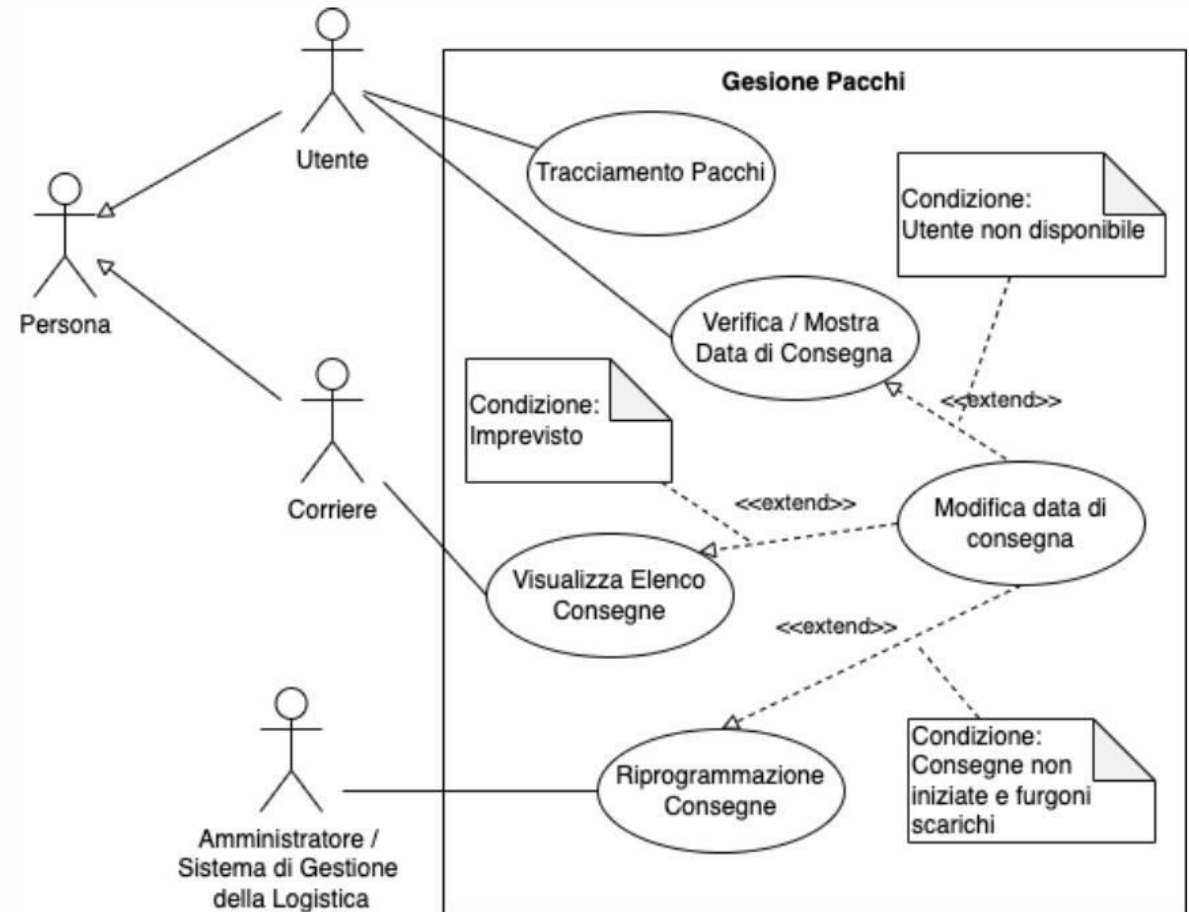 Utente
Persona
Corriere
Amministratore /
Sistema di Gestione
della Logistica
Gesione Pacchi
Tracciamento Pacchi
Condizione:
Utente non disponibile
Verifica / Mostra
Data di Consegna
<<extend>>
Condizione:
Imprevisto
<<extend>>
Modifica data di
consegna
Visualizza Elenco
Consegne
<<extend>>
Riprogrammazione
Consegne
Condizione:
Consegne non
iniziate e furgoni
scarichi